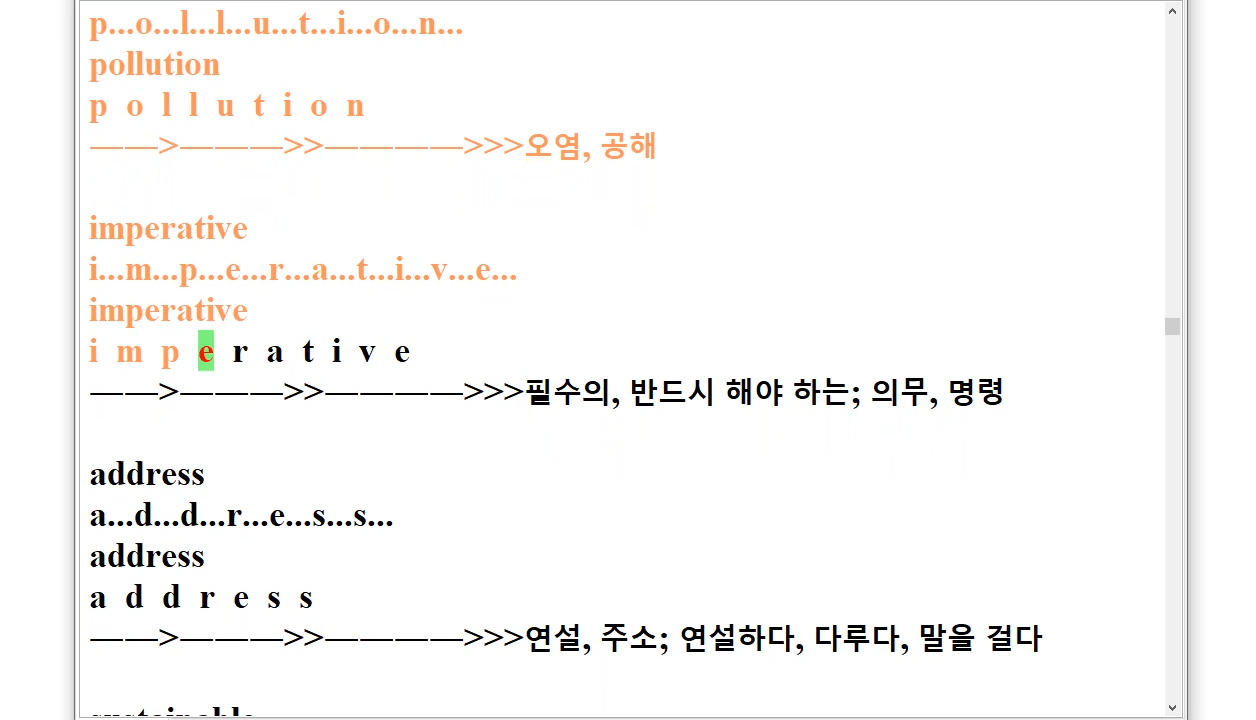 p...o...l...l...u...t...i...o...n...
pollution
p o l l u t i o n
——>———>>————>>>오염, 공해
imperative
i...m...p...e...r...a...t...i...v...e...
imperative
i m p e r a t i v e
——>———>>————>>>필수의, 반드시 해야 하는; 의무, 명령
address
a...d...d...r...e...s...s...
address
a d d r e s s
——>———>>————>>>연설, 주소; 연설하다, 다루다, 말을 걸다
sustainable